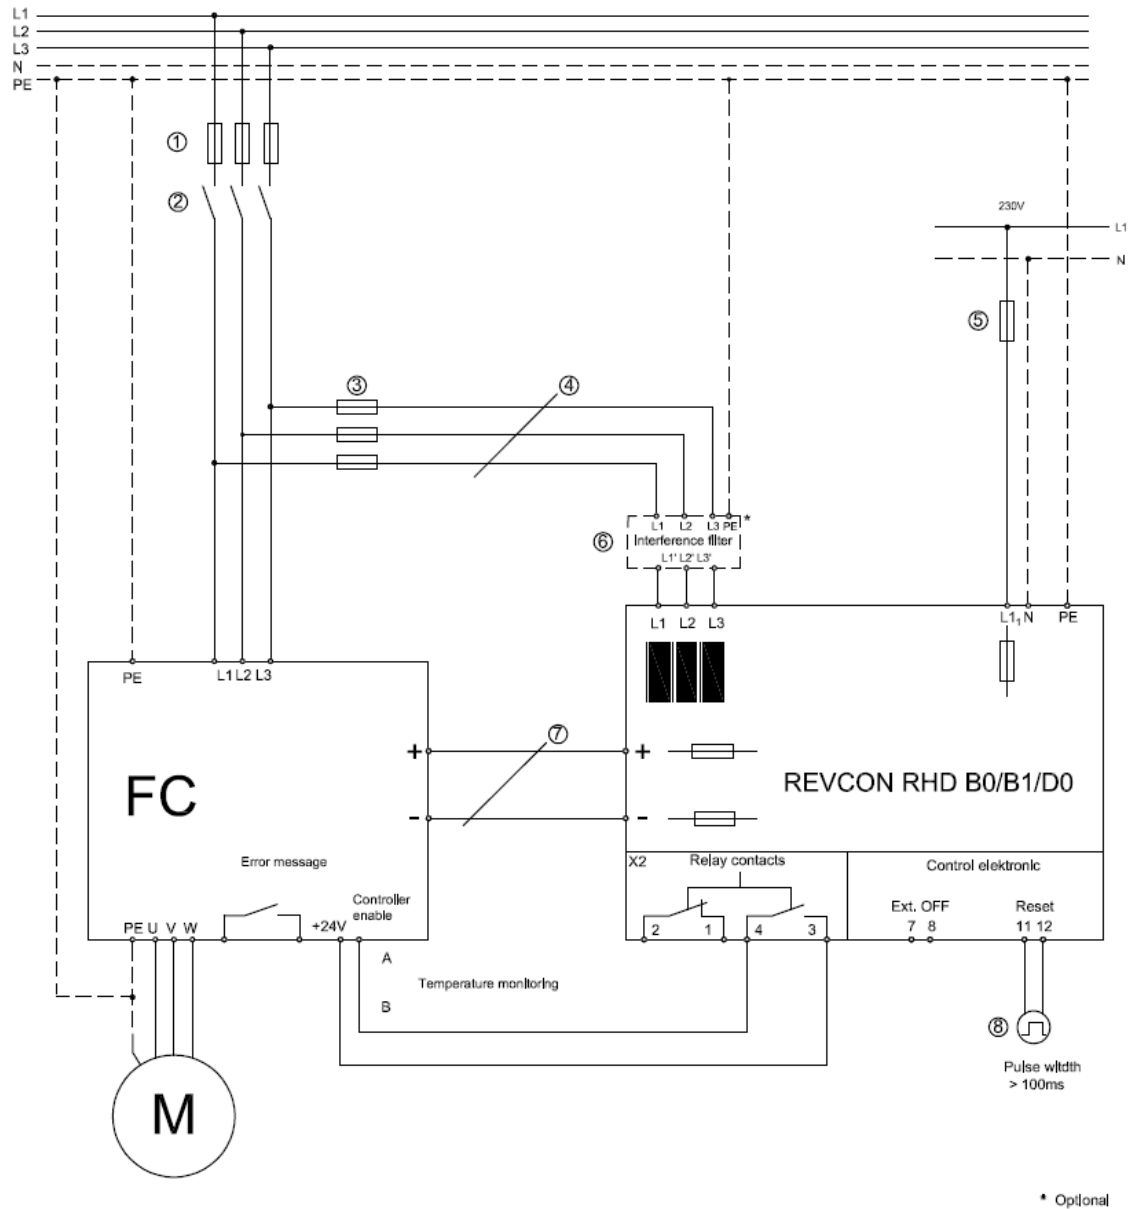 L1
L2
L3
N
PE
①
②
230V
L1
N
⑤
③
④
L1 L2 L3 PE *
⑥
Interference filter
L1' L2' L3'
L1 L2 L3
L1₁ N PE
PE L1 L2 L3
+ ⑦ +
FC
REVCON RHD B0/B1/D0
- -
Error message
X2 Relay contacts
Control elektronic
Controller
enable
Ext. OFF Reset
PE U V W +24V
2 1 4 3 7 8 11 12
A
Temperature monitoring
B
⑧
Pulse witdth
> 100ms
M
* Optional